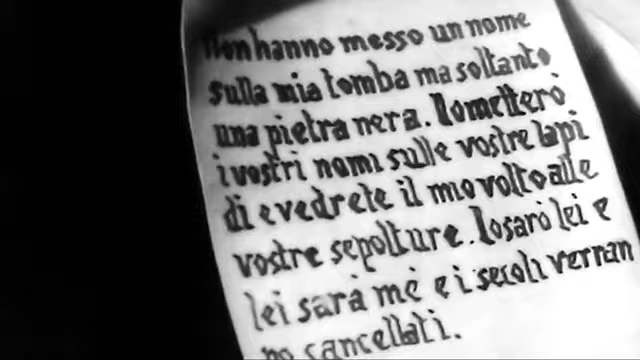 Non hanno messo un nome
sulla mia tomba ma soltanto
una pietra nera. Io metterò
i vostri nomi sulle vostre lapi
di e vedrete il mio volto alle
vostre sepolture. Io sarò lei e
lei sarà mè e i secoli verran
no cancellati.